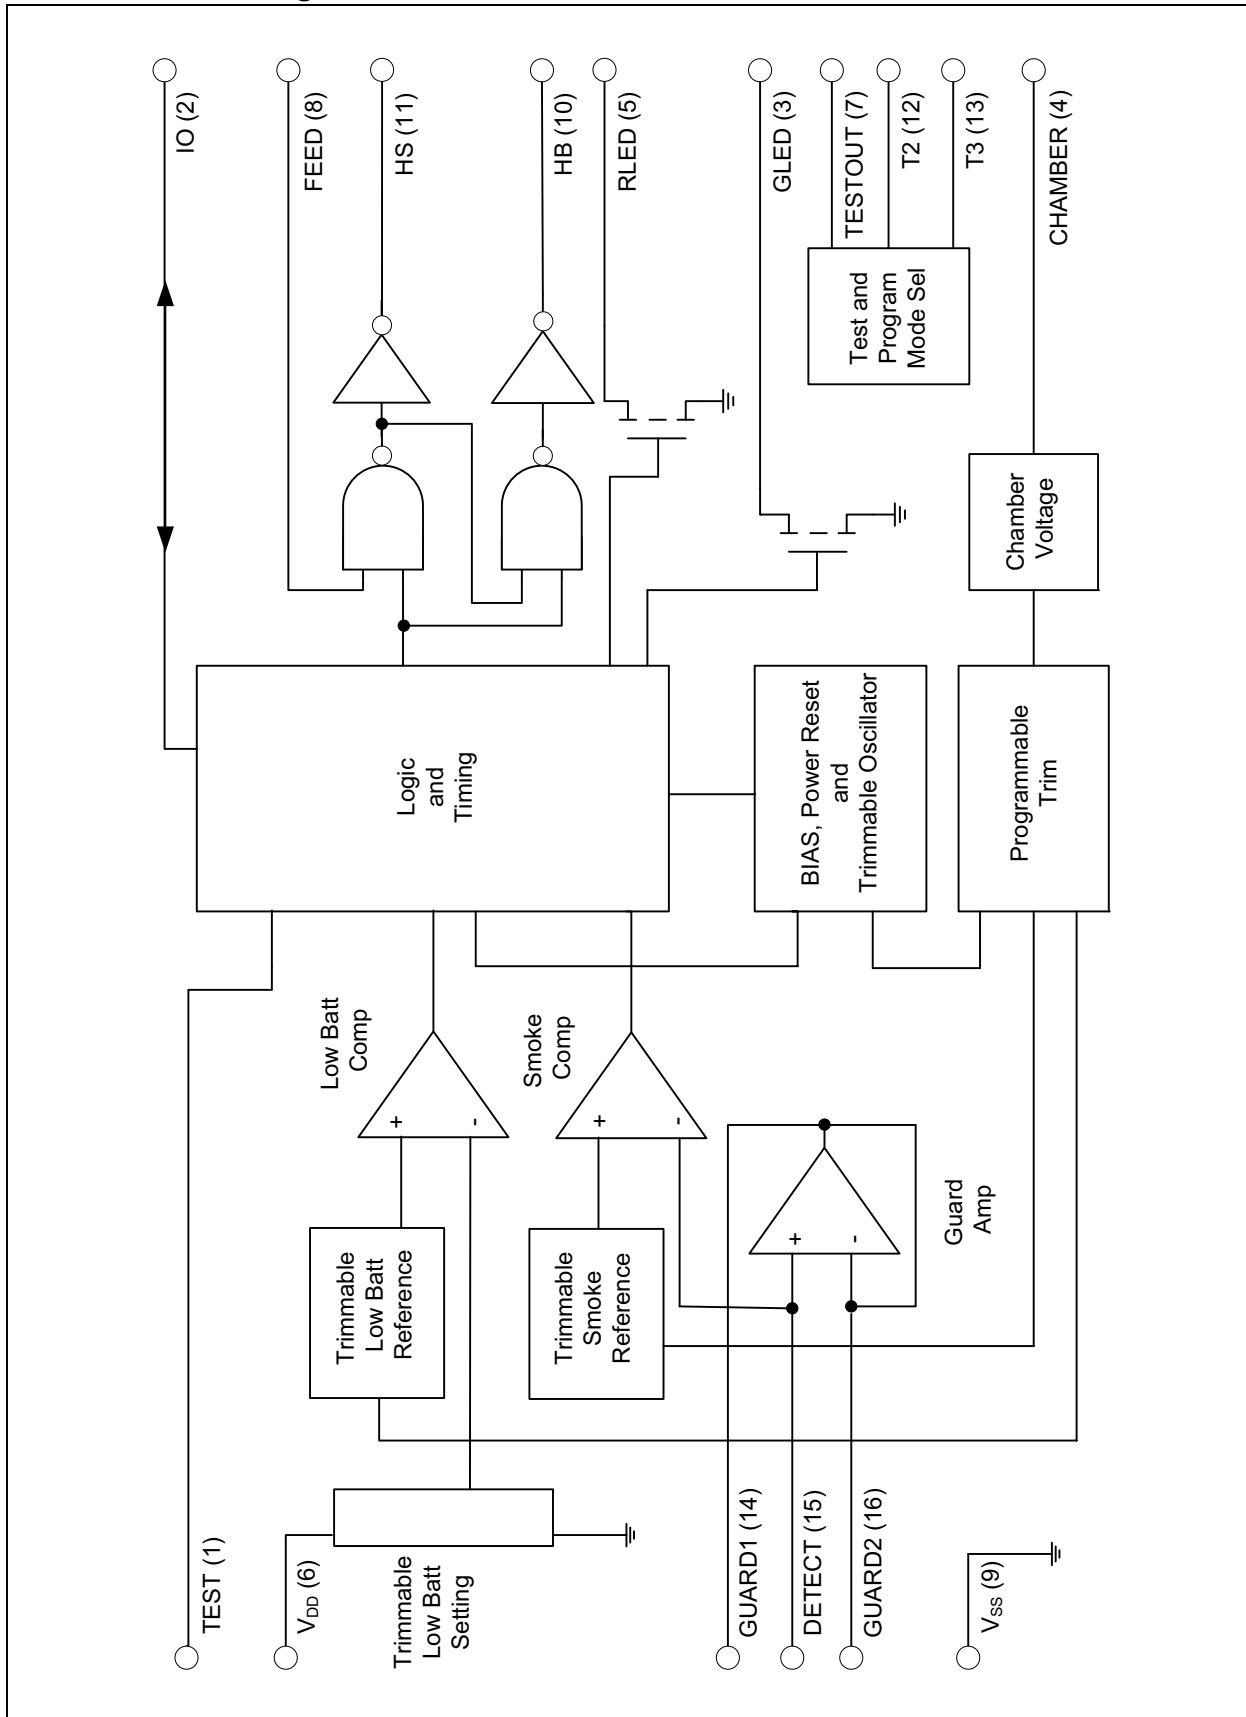 TEST (1)
IO (2)
V_DD (6)
FEED (8)
Trimmable
Low Batt
Setting
Trimmable
Low Batt
Reference
Low Batt
Comp
+
-
HS (11)
Logic
and
Timing
HB (10)
RLED (5)
Trimmable
Smoke
Reference
Smoke
Comp
+
-
GUARD1 (14)
DETECT (15)
GUARD2 (16)
+
-
Guard
Amp
BIAS, Power Reset
and
Trimmable Oscillator
GLED (3)
TESTOUT (7)
T2 (12)
T3 (13)
Test and
Program
Mode Sel
V_SS (9)
Programmable
Trim
Chamber
Voltage
CHAMBER (4)